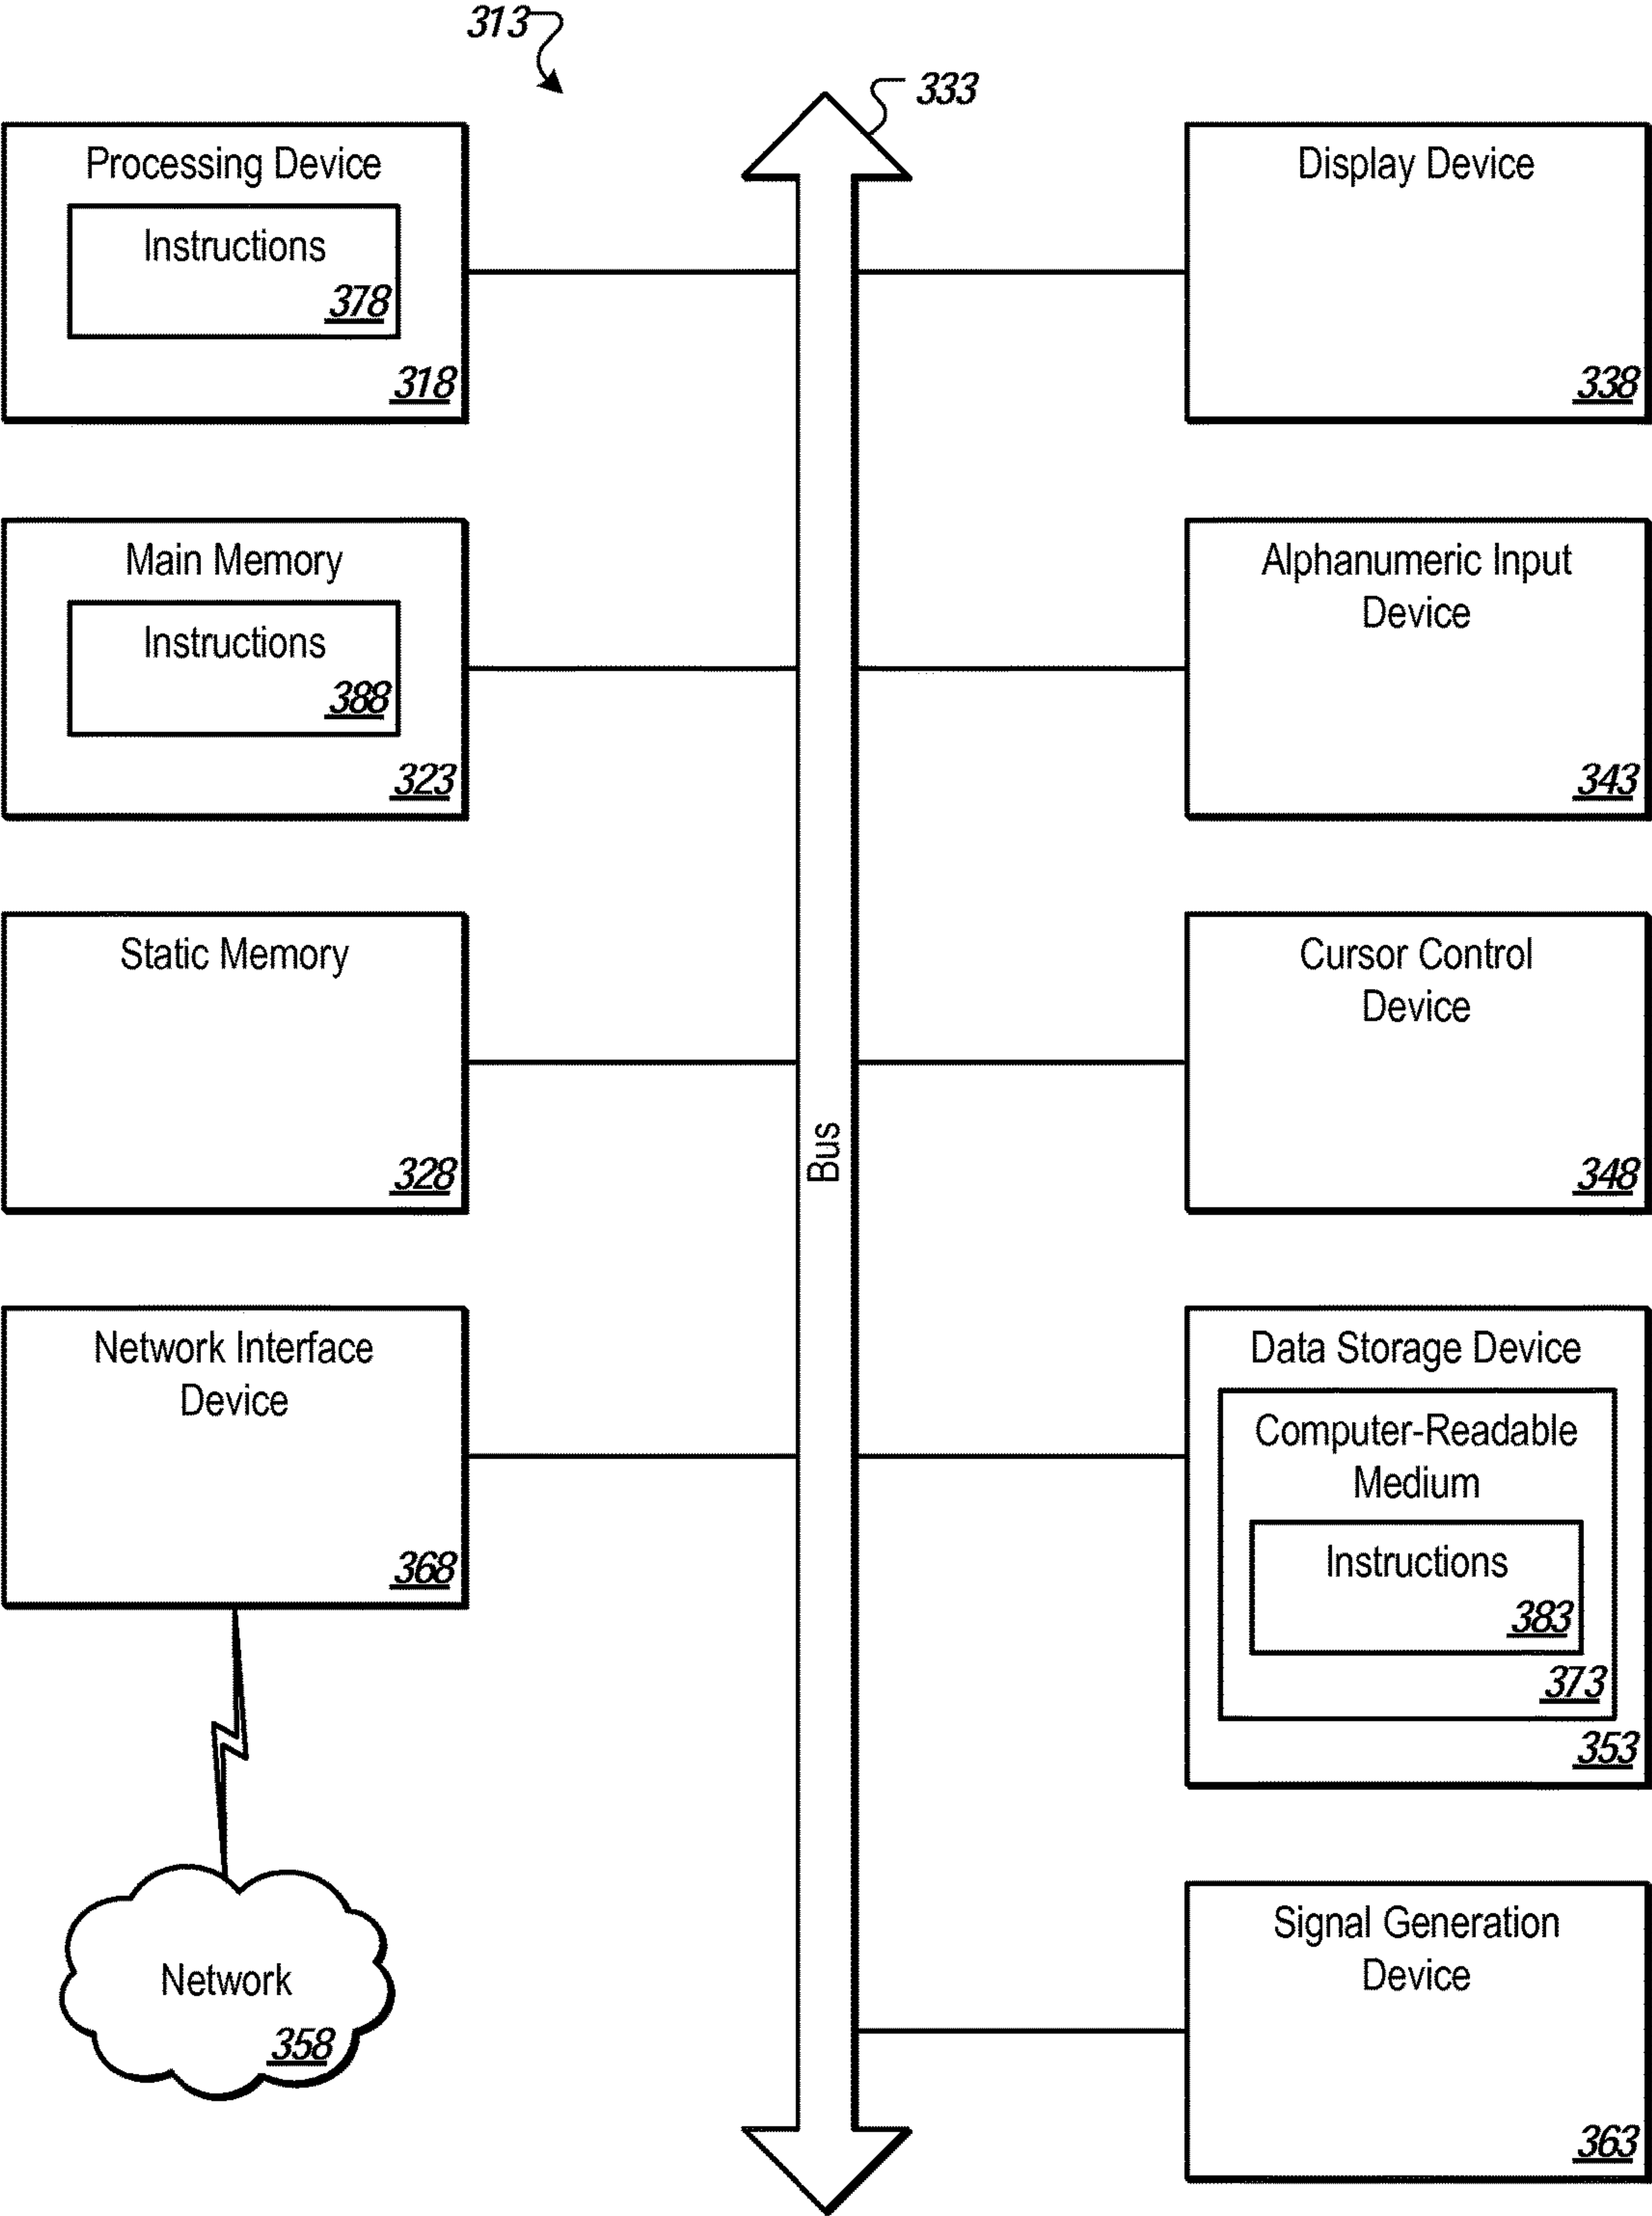 313
333
Processing Device
Instructions
378
318
Display Device
338
Main Memory
Instructions
388
323
Alphanumeric Input
Device
343
Static Memory
328
Cursor Control
Device
348
Bus
Network Interface
Device
368
Data Storage Device
Computer-Readable
Medium
Instructions
383
373
353
Network
358
Signal Generation
Device
363